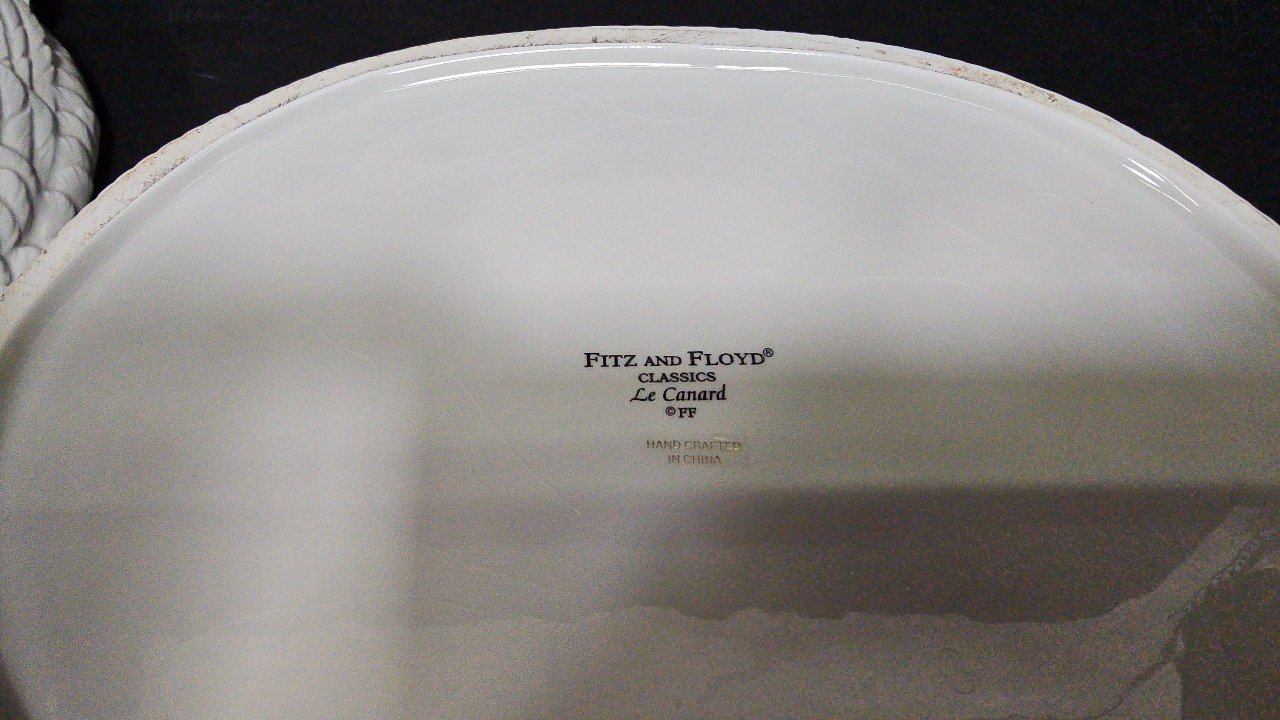 FITZ AND FLOYD®
CLASSICS
Le Canard
©FF
HAND CRAFTED
IN CHINA